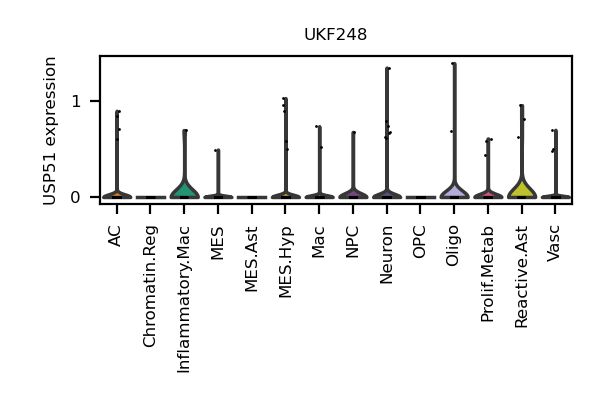 UKF248
USP51 expression
1
0
AC
Chromatin.Reg
Inflammatory.Mac
MES
MES.Ast
MES.Hyp
Mac
NPC
Neuron
OPC
Oligo
Prolif.Metab
Reactive.Ast
Vasc